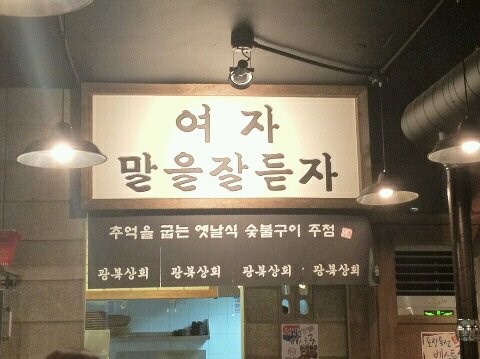 여 자
말을잘듣자
추억을 굽는 옛날식 숯불구이 주점
광복상회 광복상회 · 광복상회 · 광복상회